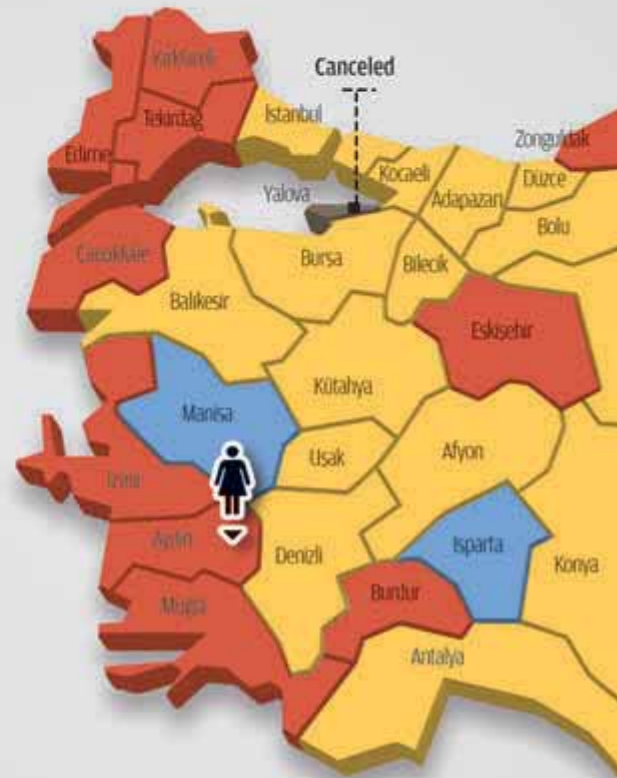 Canceled
Kırklareli
Tekirdag
İstanbul
Zonguldak
Edirne
Kocaeli
Düzce
Yalova
Adapazarı
Bolu
Çanakkale
Bursa
Bilecik
Balıkesir
Eskişehir
Kütahya
Manisa
Uşak
Afyon
İzmir
Aydın
Denizli
Isparta
Konya
Burdur
Muğla
Antalya